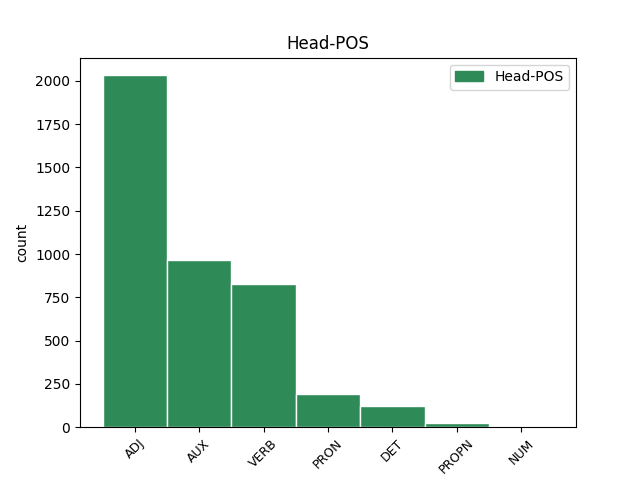 Head-POS
Head-POS
2000
1750
1500
1250
1000
750
500
250
0
count
ADJ
AUX
VERB
PRON
DET
PROPN
NUM